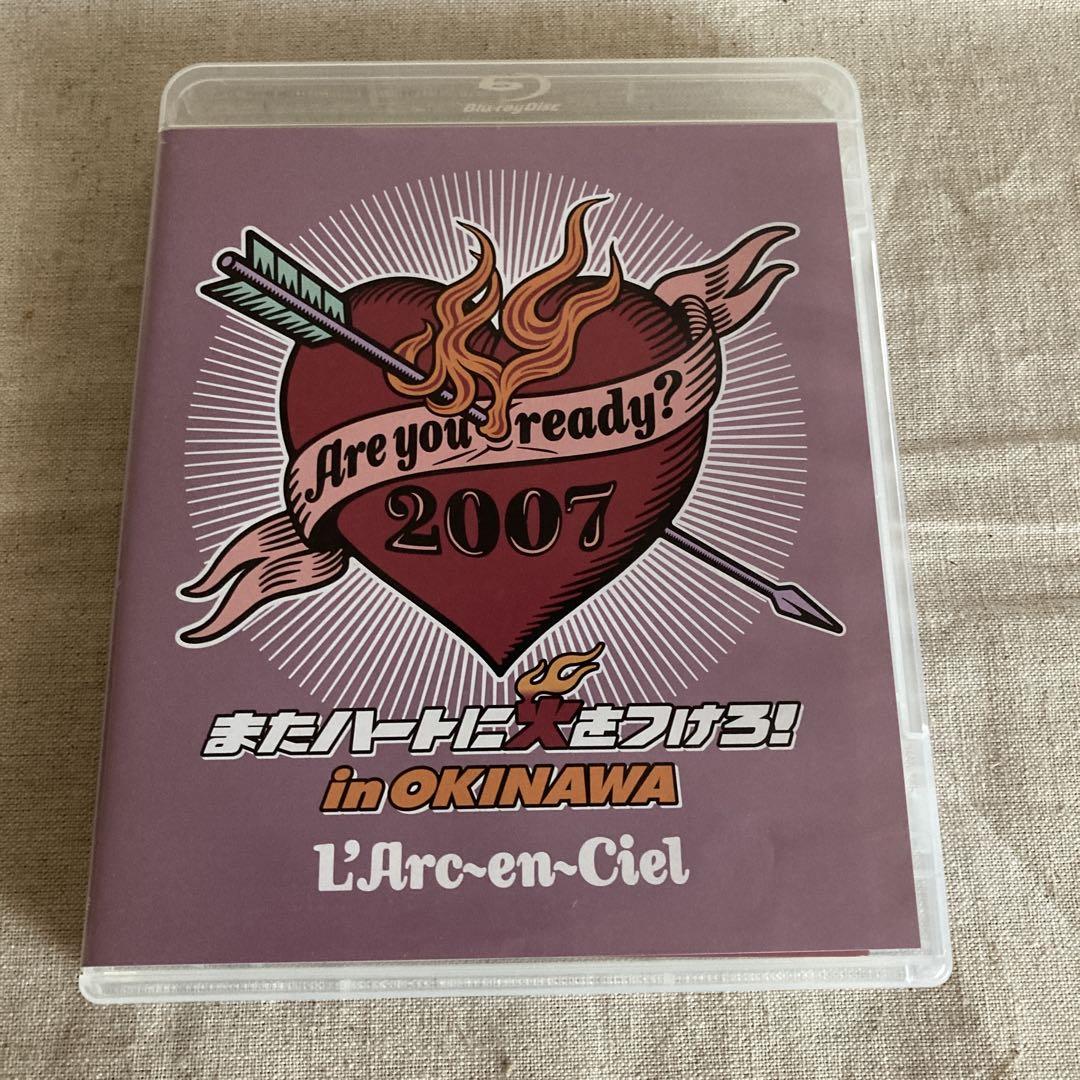 Blu-ray Disc
Are you ready?
2007
またハートに火をつけろ!
in OKINAWA
L'Arc~en~Ciel